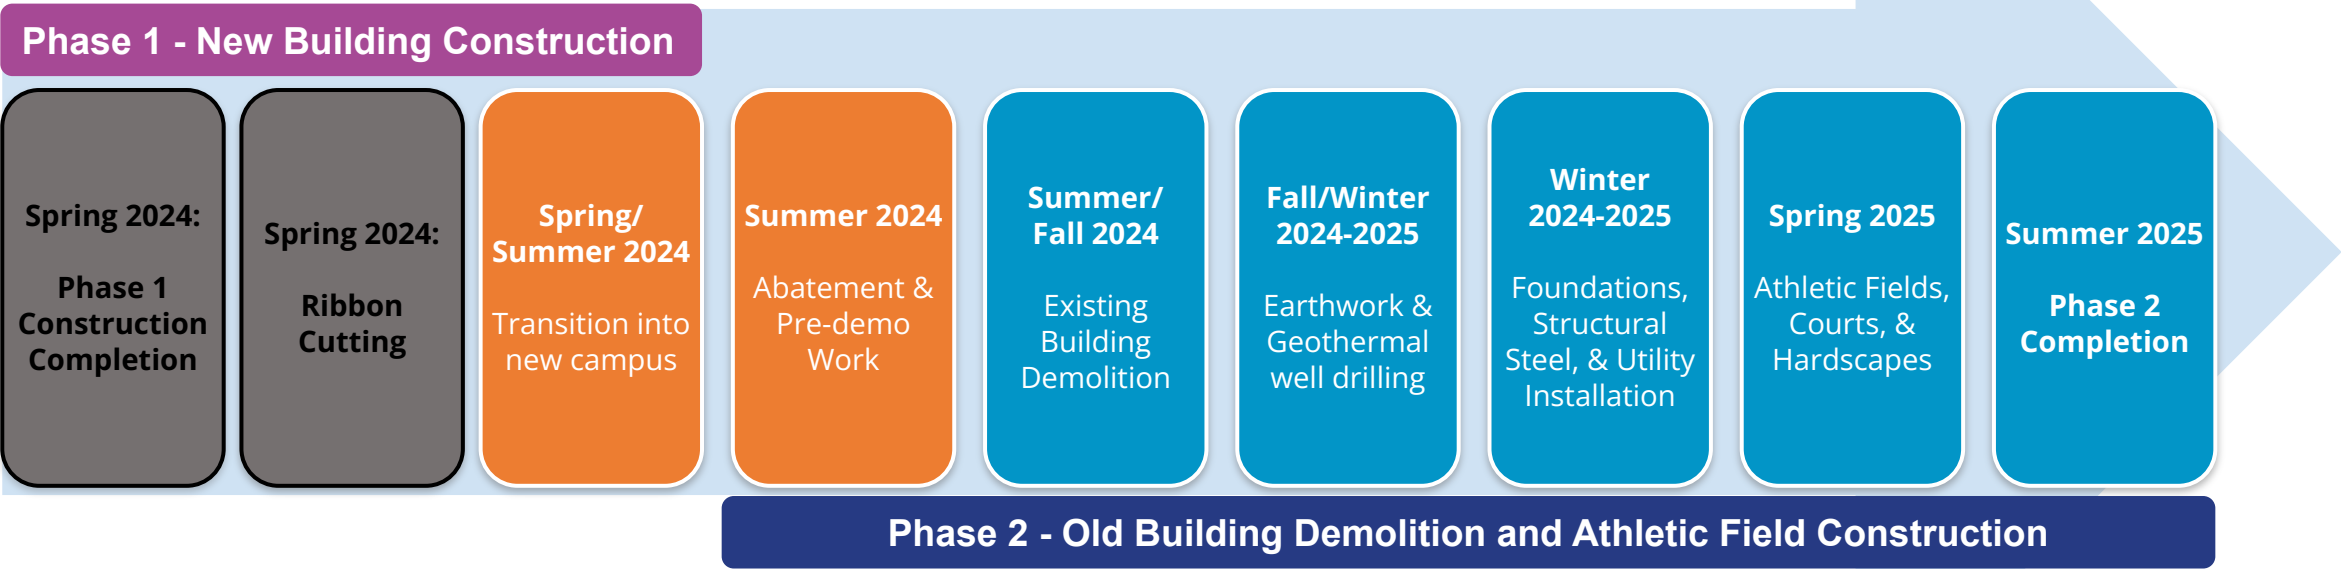 Phase 1 - New Building Construction
Spring 2024:
Phase 1
Construction
Completion
Spring 2024:
Ribbon
Cutting
Spring/
Summer 2024
Transition into
new campus
Summer 2024
Abatement &
Pre-demo
Work
Summer/
Fall 2024
Existing
Building
Demolition
Fall/Winter
2024-2025
Earthwork &
Geothermal
well drilling
Winter
2024-2025
Foundations,
Structural
Steel, & Utility
Installation
Spring 2025
Athletic Fields,
Courts, &
Hardscapes
Summer 2025
Phase 2
Completion
Phase 2 - Old Building Demolition and Athletic Field Construction